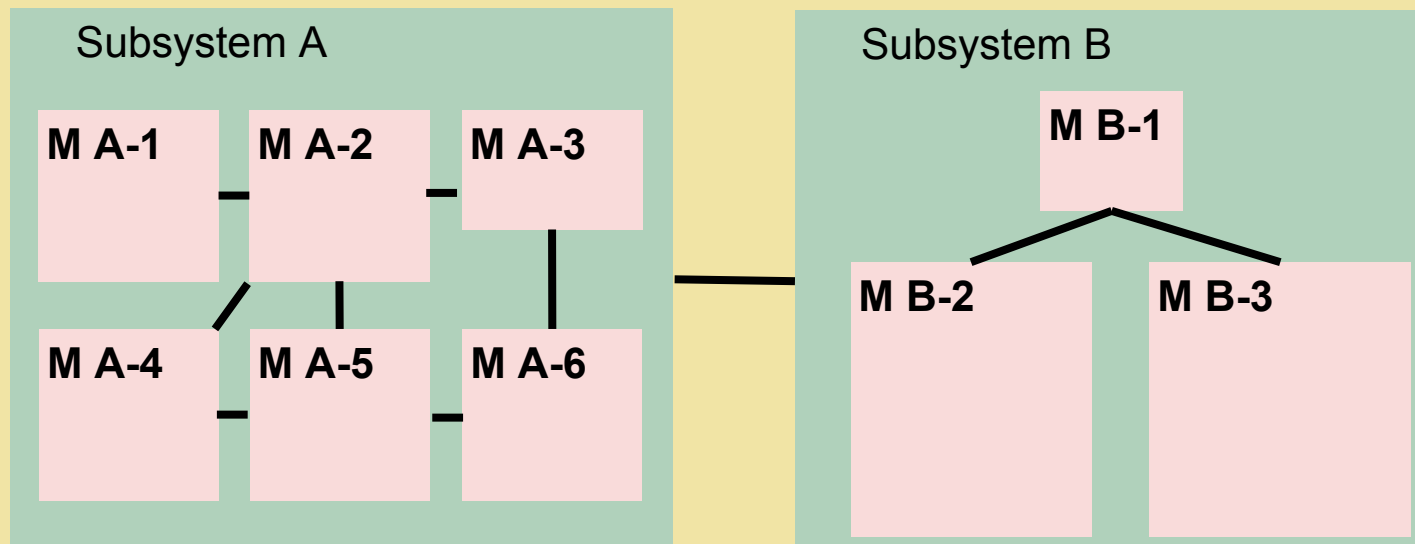 Subsystem A
M A-1
M A-2
M A-3
M A-4
M A-5
M A-6
Subsystem B
M B-1
M B-2
M B-3